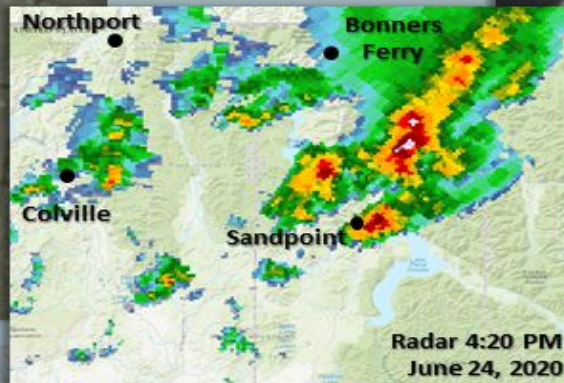 Northport
Bonners
Ferry
Colville
Sandpoint
Radar 4:20 PM
June 24, 2020